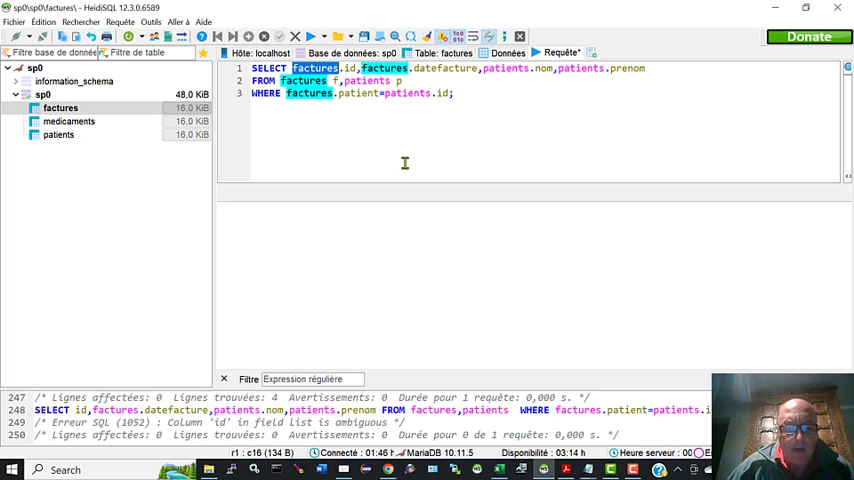 sp0\sp0\factures\ - HeidiSQL 12.3.0.6589
Fichier Édition Rechercher Requête Outils Aller à Aide
Donate
Filtre base de donnée Filtre de table
Hôte: localhost Base de données: sp0 Table: factures Données Requête*
sp0
information_schema
sp0 48,0 KiB
factures 16,0 KiB
medicaments 16,0 KiB
patients 16,0 KiB
1 SELECT factures.id,factures.datefacture,patients.nom,patients.prenom
2 FROM factures f,patients p
3 WHERE factures.patient=patients.id;
Filtre Expression régulière
247 /* Lignes affectées: 0 Lignes trouvées: 4 Avertissements: 0 Durée pour 1 requête: 0,000 s. */
248 SELECT id,factures.datefacture,patients.nom,patients.prenom FROM factures,patients WHERE factures.patient=patients.i
249 /* Erreur SQL (1052) : Column 'id' in field list is ambiguous */
250 /* Lignes affectées: 0 Lignes trouvées: 0 Avertissements: 0 Durée pour 0 de 1 requête: 0,000 s. */
r1 : c16 (134 B) Connecté : 01:46 MariaDB 10.11.5 Disponibilité : 03:14 h Heure serveur : 00
Search